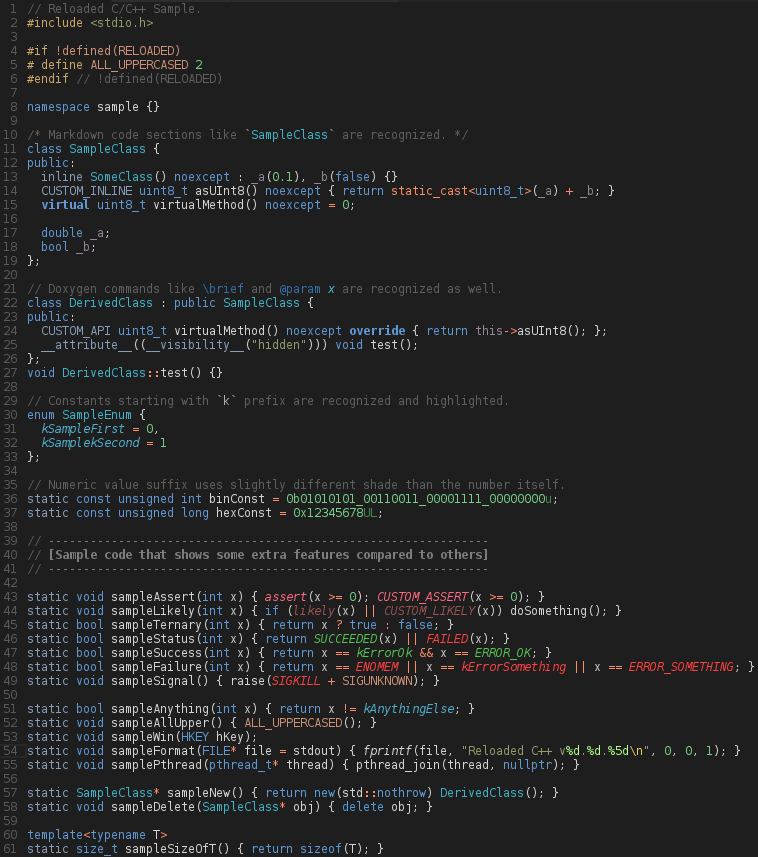 1 // Reloaded C/C++ Sample.
2 #include <stdio.h>
3
4 #if !defined(RELOADED)
5 # define ALL_UPPERCASED 2
6 #endif // !defined(RELOADED)
7
8 namespace sample {}
9
10 /* Markdown code sections like `SampleClass` are recognized. */
11 class SampleClass {
12 public:
13   inline SomeClass() noexcept : _a(0.1), _b(false) {}
14   CUSTOM_INLINE uint8_t asUInt8() noexcept { return static_cast<uint8_t>(_a) + _b; }
15   virtual uint8_t virtualMethod() noexcept = 0;
16
17   double _a;
18   bool _b;
19 };
20
21 // Doxygen commands like \brief and @param x are recognized as well.
22 class DerivedClass : public SampleClass {
23 public:
24   CUSTOM_API uint8_t virtualMethod() noexcept override { return this->asUInt8(); };
25   __attribute__((__visibility__("hidden"))) void test();
26 };
27 void DerivedClass::test() {}
28
29 // Constants starting with `k` prefix are recognized and highlighted.
30 enum SampleEnum {
31   kSampleFirst = 0,
32   kSamplekSecond = 1
33 };
34
35 // Numeric value suffix uses slightly different shade than the number itself.
36 static const unsigned int binConst = 0b01010101_00110011_00001111_00000000u;
37 static const unsigned long hexConst = 0x12345678UL;
38
39 // ---------------------------------------------------------------
40 // [Sample code that shows some extra features compared to others]
41 // ---------------------------------------------------------------
42
43 static void sampleAssert(int x) { assert(x >= 0); CUSTOM_ASSERT(x >= 0); }
44 static void sampleLikely(int x) { if (likely(x) || CUSTOM_LIKELY(x)) doSomething(); }
45 static bool sampleTernary(int x) { return x ? true : false; }
46 static bool sampleStatus(int x) { return SUCCEEDED(x) || FAILED(x); }
47 static bool sampleSuccess(int x) { return x == kErrorOk && x == ERROR_OK; }
48 static bool sampleFailure(int x) { return x == ENOMEM || x == kErrorSomething || x == ERROR_SOMETHING; }
49 static void sampleSignal() { raise(SIGKILL + SIGUNKNOWN); }
50
51 static bool sampleAnything(int x) { return x != kAnythingElse; }
52 static void sampleAllUpper() { ALL_UPPERCASED(); }
53 static void sampleWin(HKEY hKey);
54 static void sampleFormat(FILE* file = stdout) { fprintf(file, "Reloaded C++ v%d.%d.%5d\n", 0, 0, 1); }
55 static void samplePthread(pthread_t* thread) { pthread_join(thread, nullptr); }
56
57 static SampleClass* sampleNew() { return new(std::nothrow) DerivedClass(); }
58 static void sampleDelete(SampleClass* obj) { delete obj; }
59
60 template<typename T>
61 static size_t sampleSizeOfT() { return sizeof(T); }